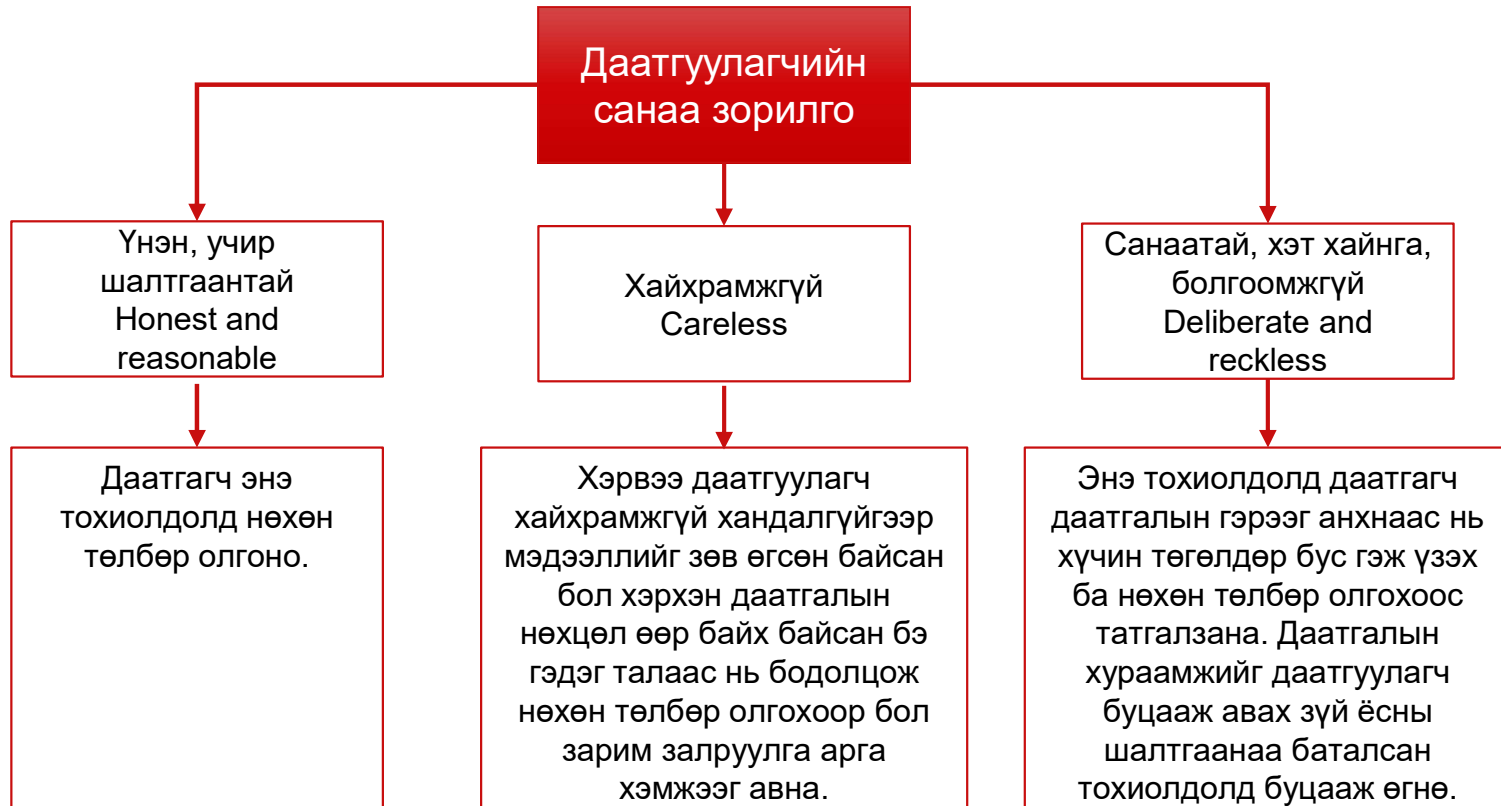 Даатгуулагчийн
санаа зорилго
Үнэн, учир
шалтгаантай
Honest and
reasonable
Хайхрамжгүй
Careless
Санаатай, хэт хайнга,
болгоомжгүй
Deliberate and
reckless
Даатгагч энэ
тохиолдолд нөхөн
төлбөр олгоно.
Хэрвээ даатгуулагч
хайхрамжгүй хандалгүйгээр
мэдээллийг зөв өгсөн байсан
бол хэрхэн даатгалын
нөхцөл өөр байх байсан бэ
гэдэг талаас нь бодолцож
нөхөн төлбөр олгохоор бол
зарим залруулга арга
хэмжээг авна.
Энэ тохиолдолд даатгагч
даатгалын гэрээг анхнаас нь
хүчин төгөлдөр бус гэж үзэх
ба нөхөн төлбөр олгохоос
татгалзана. Даатгалын
хураамжийг даатгуулагч
буцааж авах зүй ёсны
шалтгаанаа баталсан
тохиолдолд буцааж өгнө.